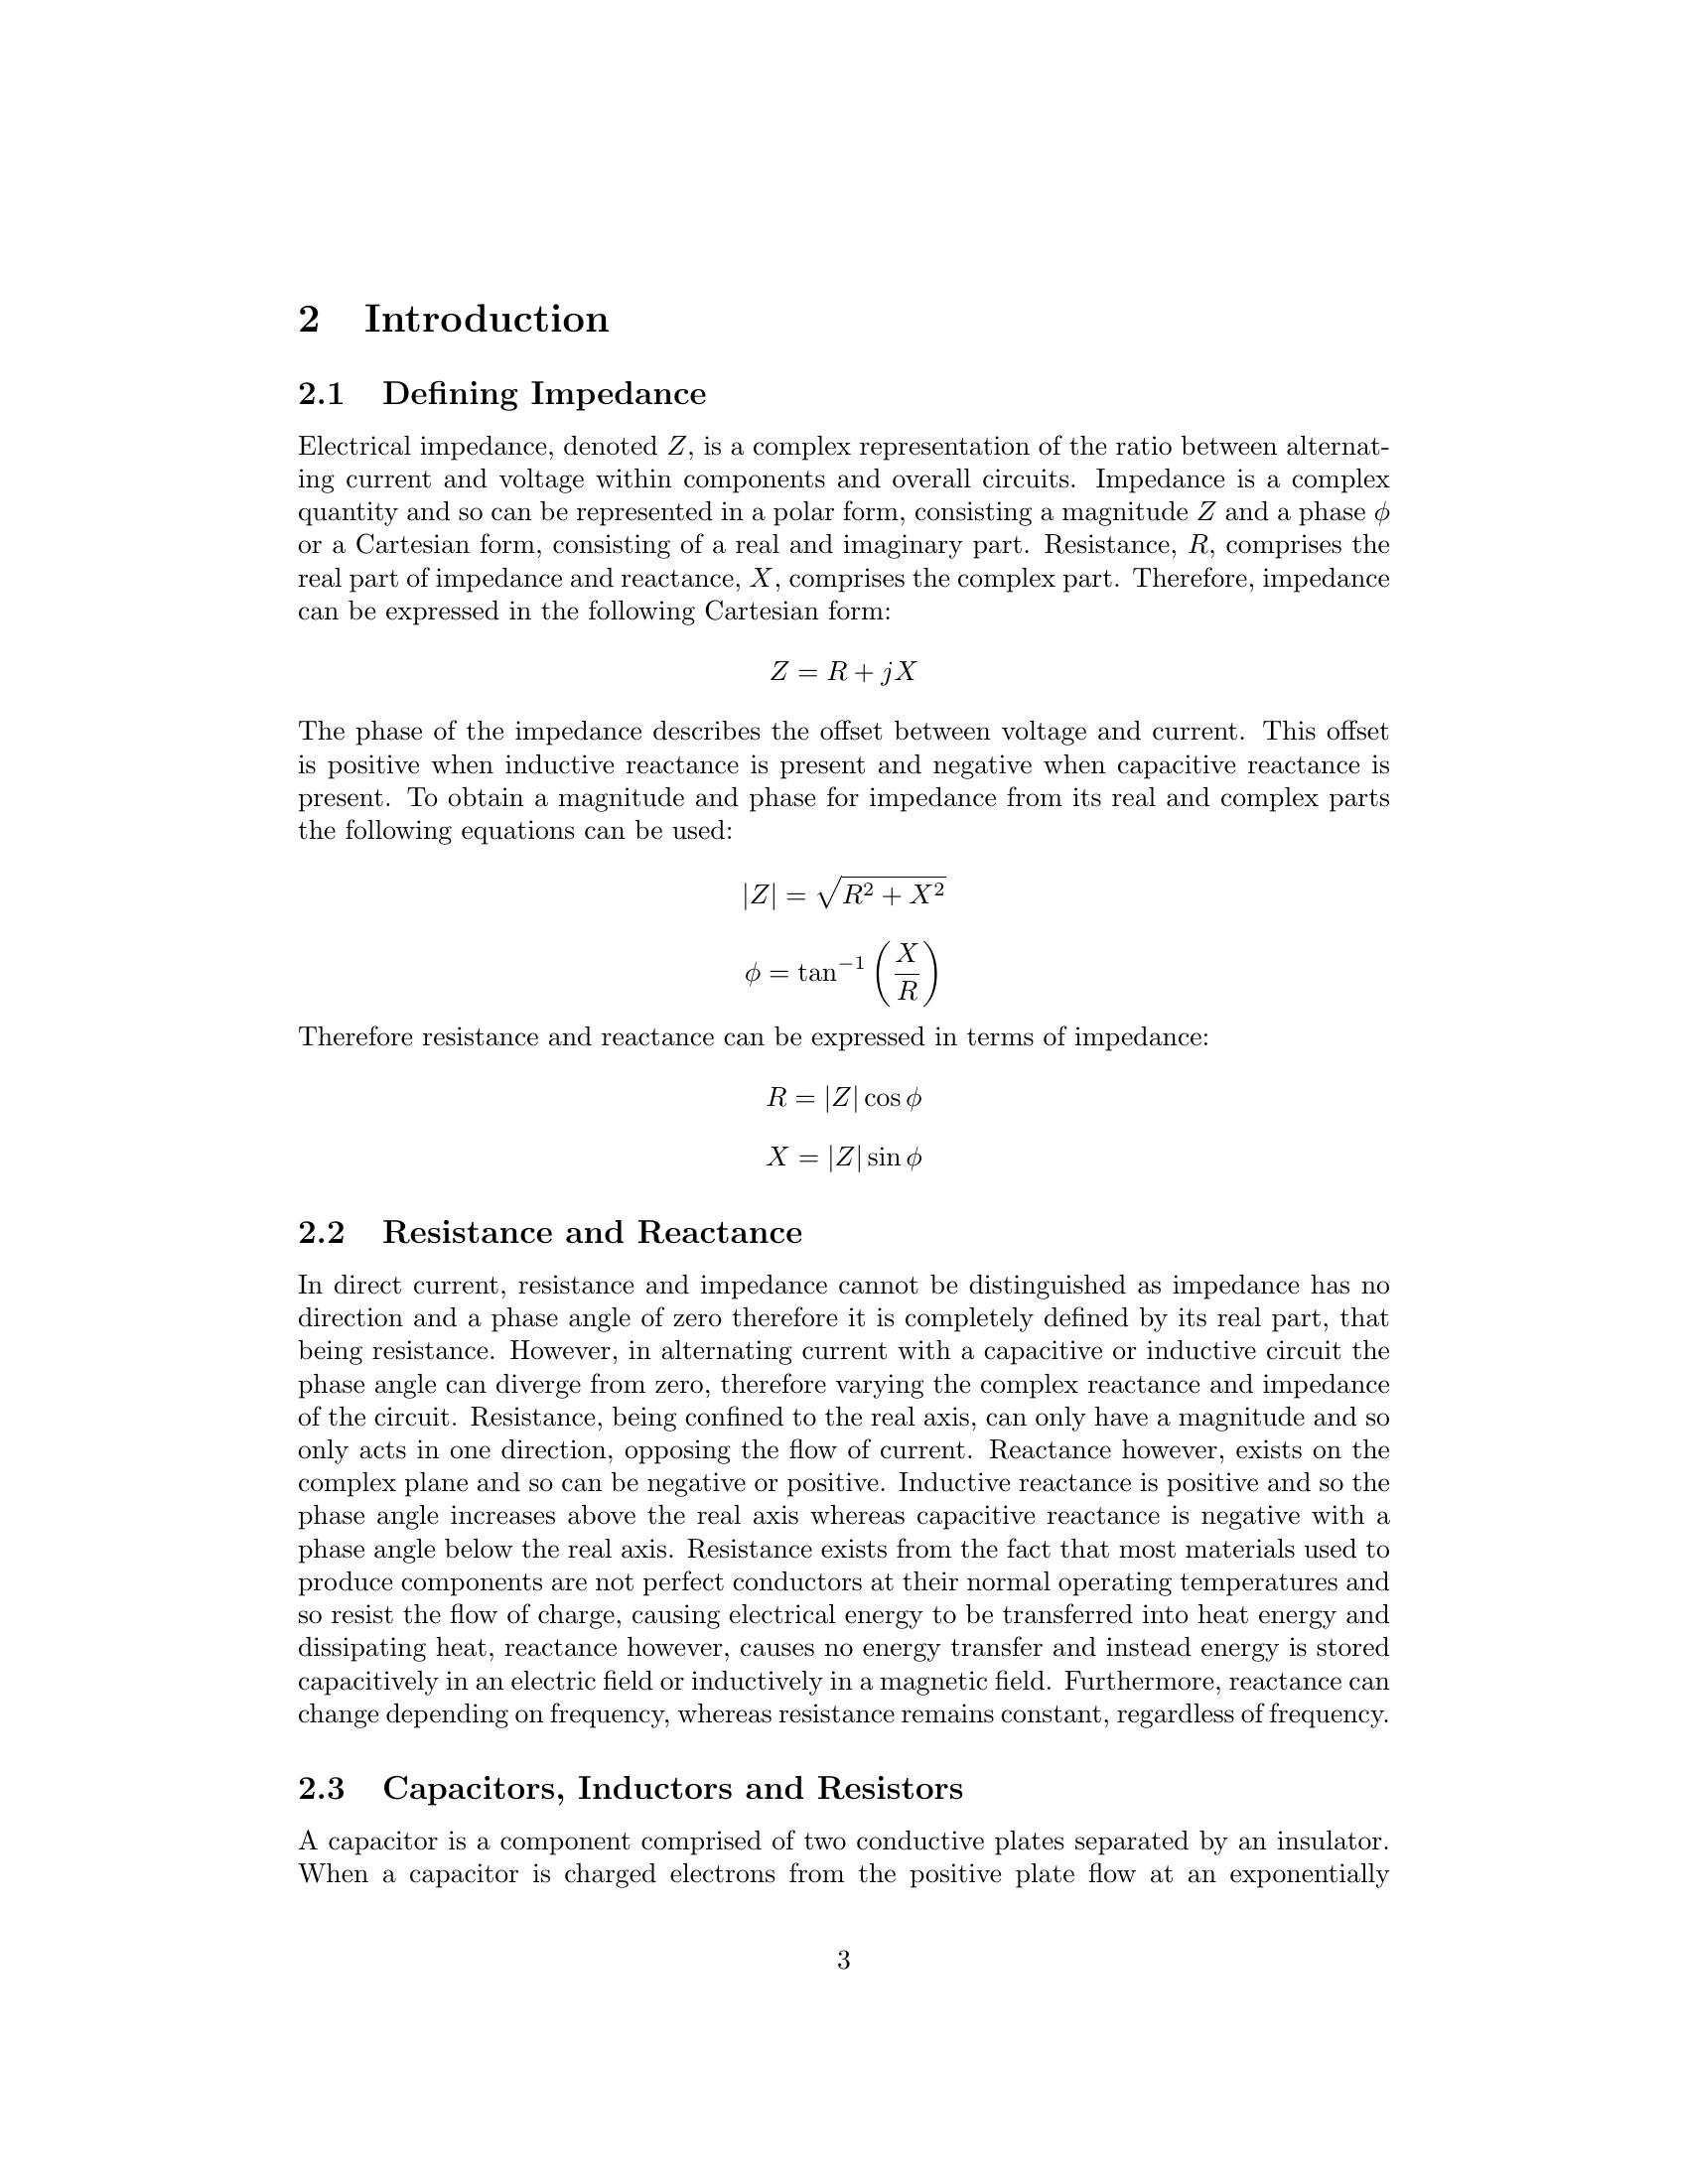 2 Introduction
2.1 Defining Impedance
Electrical impedance, denoted Z, is a complex representation of the ratio between alternat-
ing current and voltage within components and overall circuits. Impedance is a complex
quantity and so can be represented in a polar form, consisting a magnitude Z and a phase ϕ
or a Cartesian form, consisting of a real and imaginary part. Resistance, R, comprises the
real part of impedance and reactance, X, comprises the complex part. Therefore, impedance
can be expressed in the following Cartesian form:
Z = R + jX
The phase of the impedance describes the offset between voltage and current. This offset
is positive when inductive reactance is present and negative when capacitive reactance is
present. To obtain a magnitude and phase for impedance from its real and complex parts
the following equations can be used:
|Z| = √(R² + X²)
ϕ = tan⁻¹ (X/R)
Therefore resistance and reactance can be expressed in terms of impedance:
R = |Z| cos ϕ
X = |Z| sin ϕ
2.2 Resistance and Reactance
In direct current, resistance and impedance cannot be distinguished as impedance has no
direction and a phase angle of zero therefore it is completely defined by its real part, that
being resistance. However, in alternating current with a capacitive or inductive circuit the
phase angle can diverge from zero, therefore varying the complex reactance and impedance
of the circuit. Resistance, being confined to the real axis, can only have a magnitude and so
only acts in one direction, opposing the flow of current. Reactance however, exists on the
complex plane and so can be negative or positive. Inductive reactance is positive and so the
phase angle increases above the real axis whereas capacitive reactance is negative with a
phase angle below the real axis. Resistance exists from the fact that most materials used to
produce components are not perfect conductors at their normal operating temperatures and
so resist the flow of charge, causing electrical energy to be transferred into heat energy and
dissipating heat, reactance however, causes no energy transfer and instead energy is stored
capacitively in an electric field or inductively in a magnetic field. Furthermore, reactance can
change depending on frequency, whereas resistance remains constant, regardless of frequency.
2.3 Capacitors, Inductors and Resistors
A capacitor is a component comprised of two conductive plates separated by an insulator.
When a capacitor is charged electrons from the positive plate flow at an exponentially
3